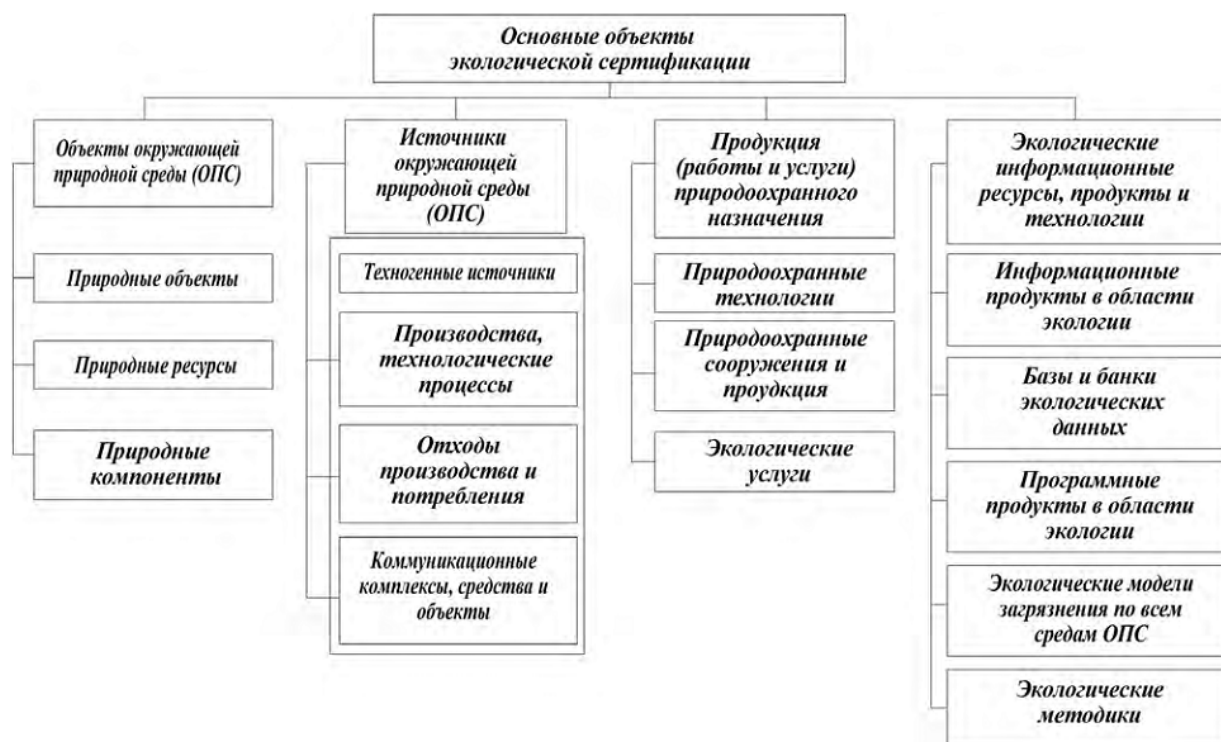 Основные объекты
экологической сертификации
Объекты окружающей
природной среды (ОПС)
Природные объекты
Природные ресурсы
Природные
компоненты
Источники
окружающей
природной среды
(ОПС)
Техногенные источники
Производства,
технологические
процессы
Отходы
производства и
потребления
Коммуникационные
комплексы, средства и
объекты
Продукция
(работы и услуги)
природоохранного
назначения
Природоохранные
технологии
Природоохранные
сооружения и
проудкция
Экологические
услуги
Экологические
информационные
ресурсы, продукты и
технологии
Информационные
продукты в области
экологии
Базы и банки
экологических
данных
Программные
продукты в области
экологии
Экологические модели
загрязнения по всем
средам ОПС
Экологические
методики